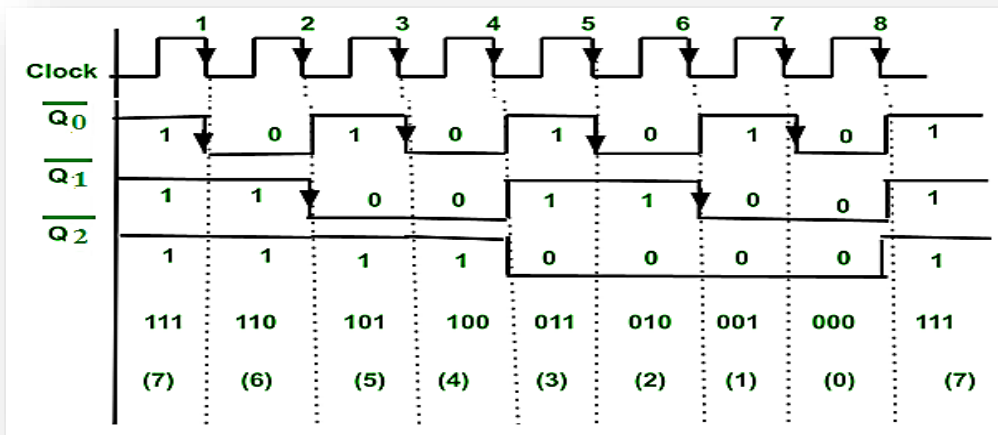 1 2 3 4 5 6 7 8
Clock
Q0
1 0 1 0 1 0 1 0 1
Q1
1 1 0 0 1 1 0 0 1
Q2
1 1 1 1 0 0 0 0 1
111 110 101 100 011 010 001 000 111
(7) (6) (5) (4) (3) (2) (1) (0) (7)